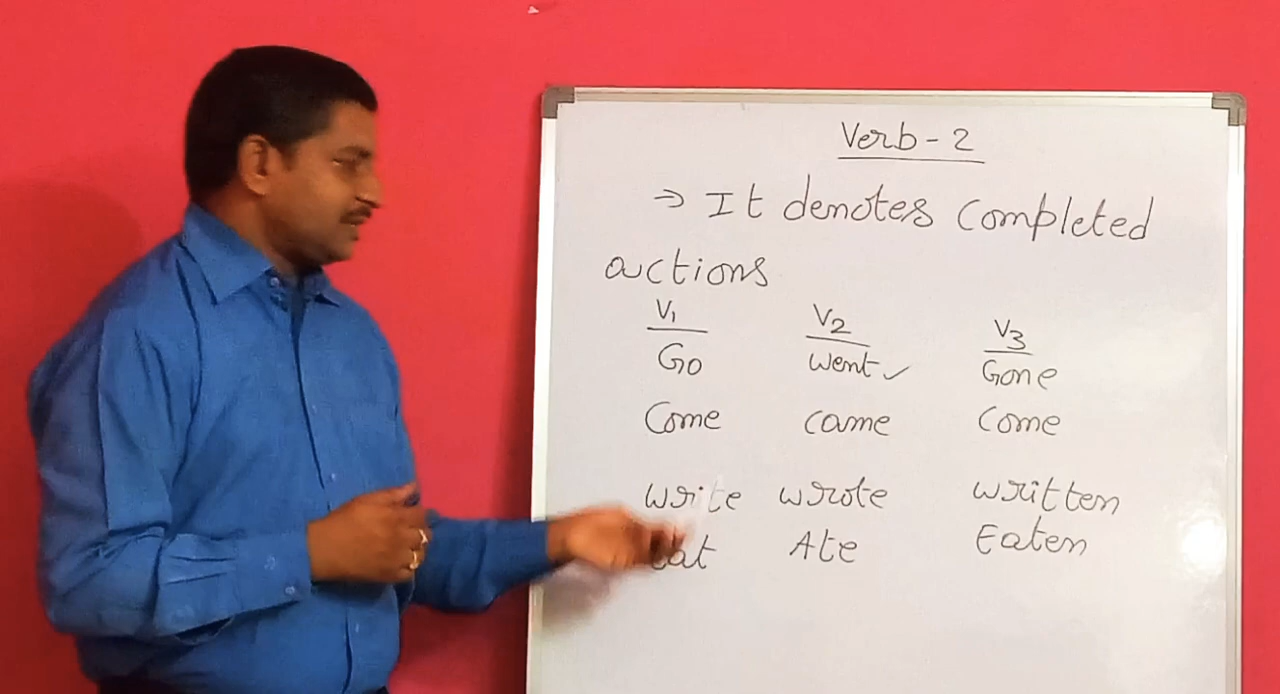 Verb - 2
→ It denotes completed
actions
V1 V2 V3
Go Went ✓ Gone
Come came Come
write wrote written
Eat Ate Eaten